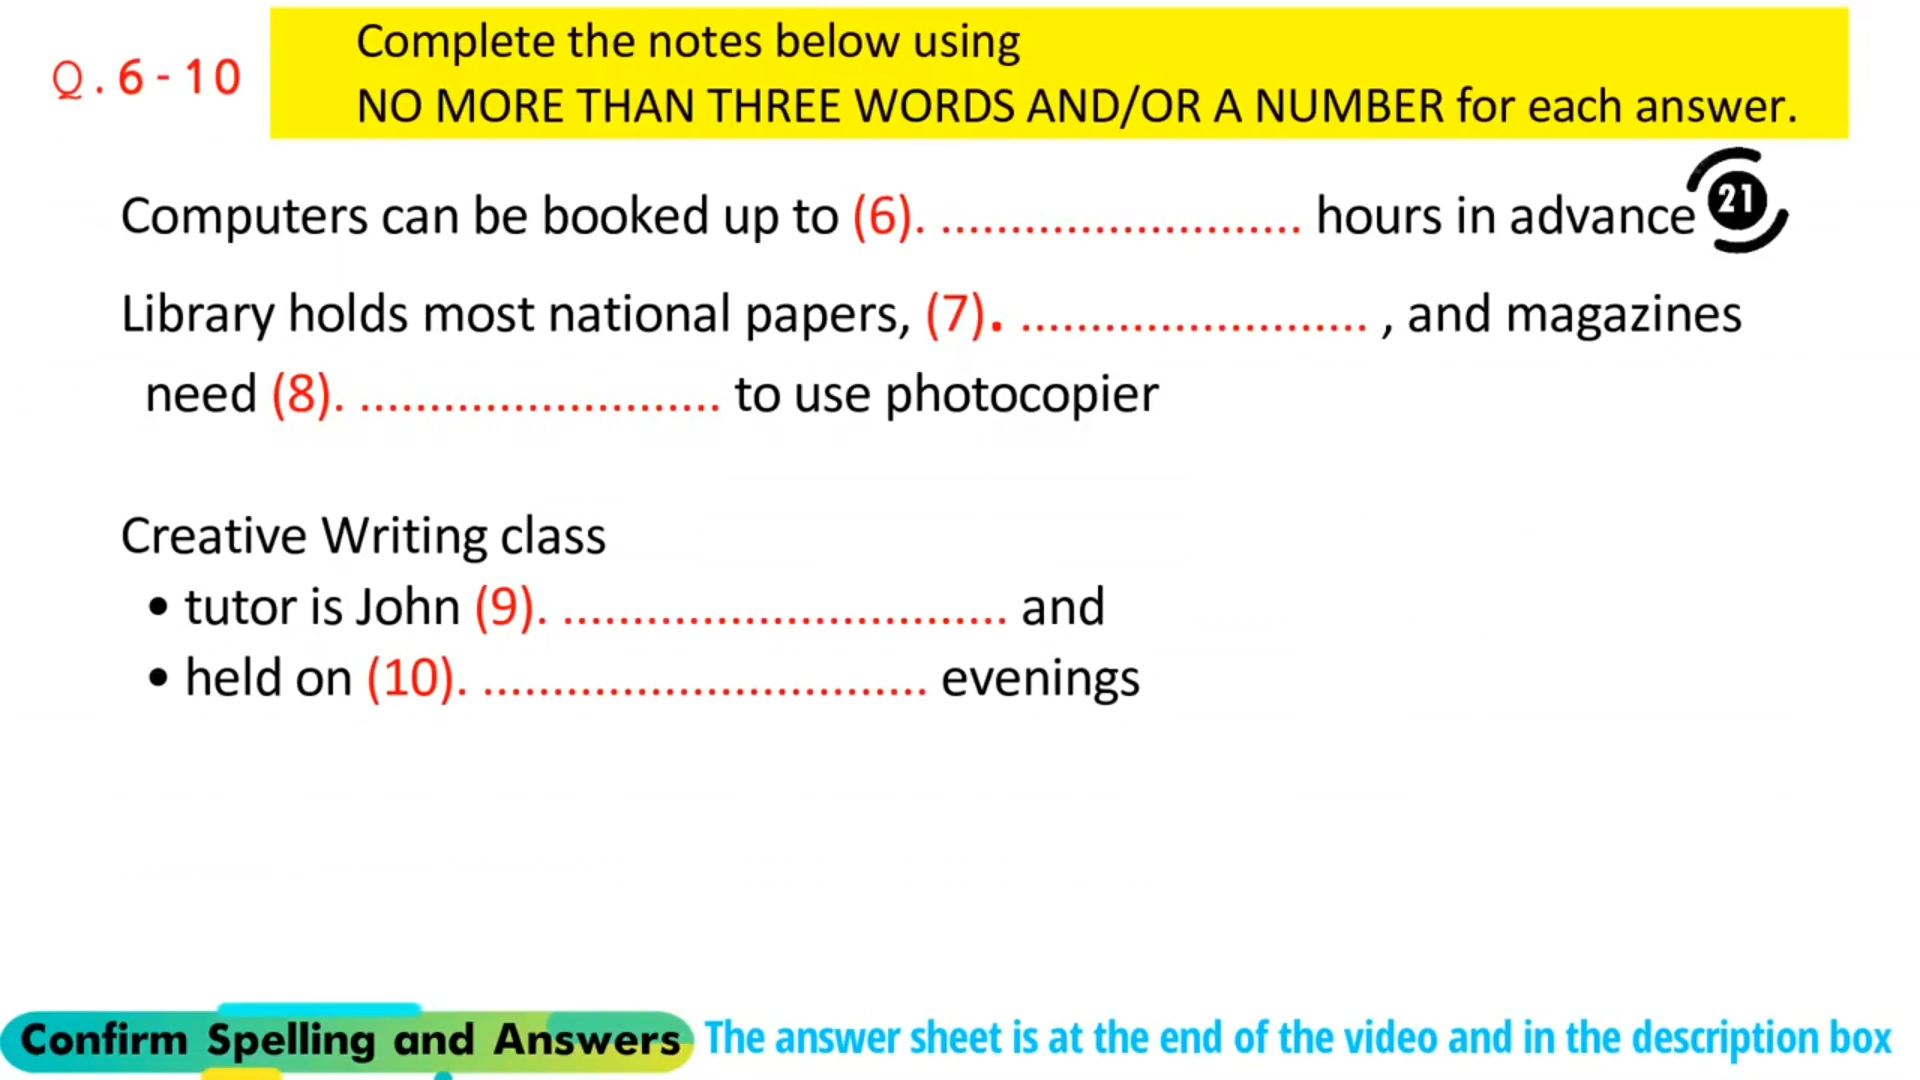 Q. 6-10
Complete the notes below using
NO MORE THAN THREE WORDS AND/OR A NUMBER for each answer.
Computers can be booked up to (6). .......................... hours in advance
21
Library holds most national papers, (7). ......................... , and magazines
need (8). .......................... to use photocopier
Creative Writing class
• tutor is John (9). ................................ and
• held on (10). ................................ evenings
Confirm Spelling and Answers The answer sheet is at the end of the video and in the description box